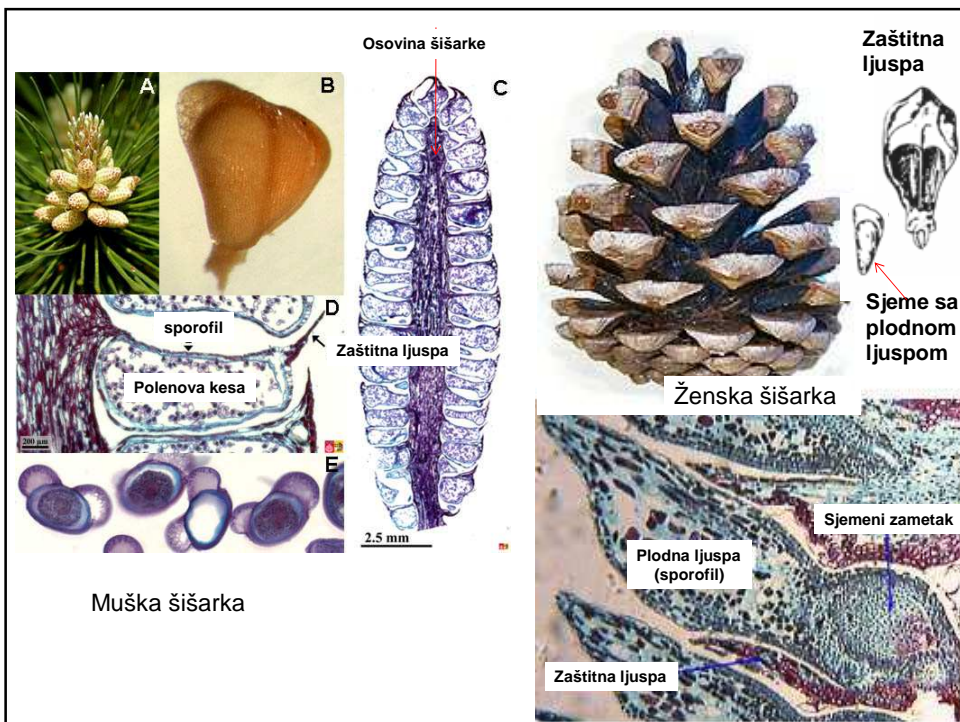 Osovina šišarke
A
B
C
D
sporofil
Polenova kesa
Zaštitna ljuspa
200 µm
E
2.5 mm
Muška šišarka
Zaštitna
ljuspa
Sjeme sa
plodnom
ljuspom
Ženska šišarka
Sjemeni zametak
Plodna ljuspa
(sporofil)
Zaštitna ljuspa